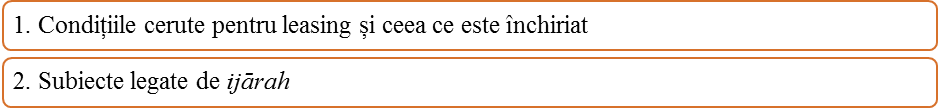 1. Condițiile cerute pentru leasing și ceea ce este închiriat
2. Subiecte legate de ijārah